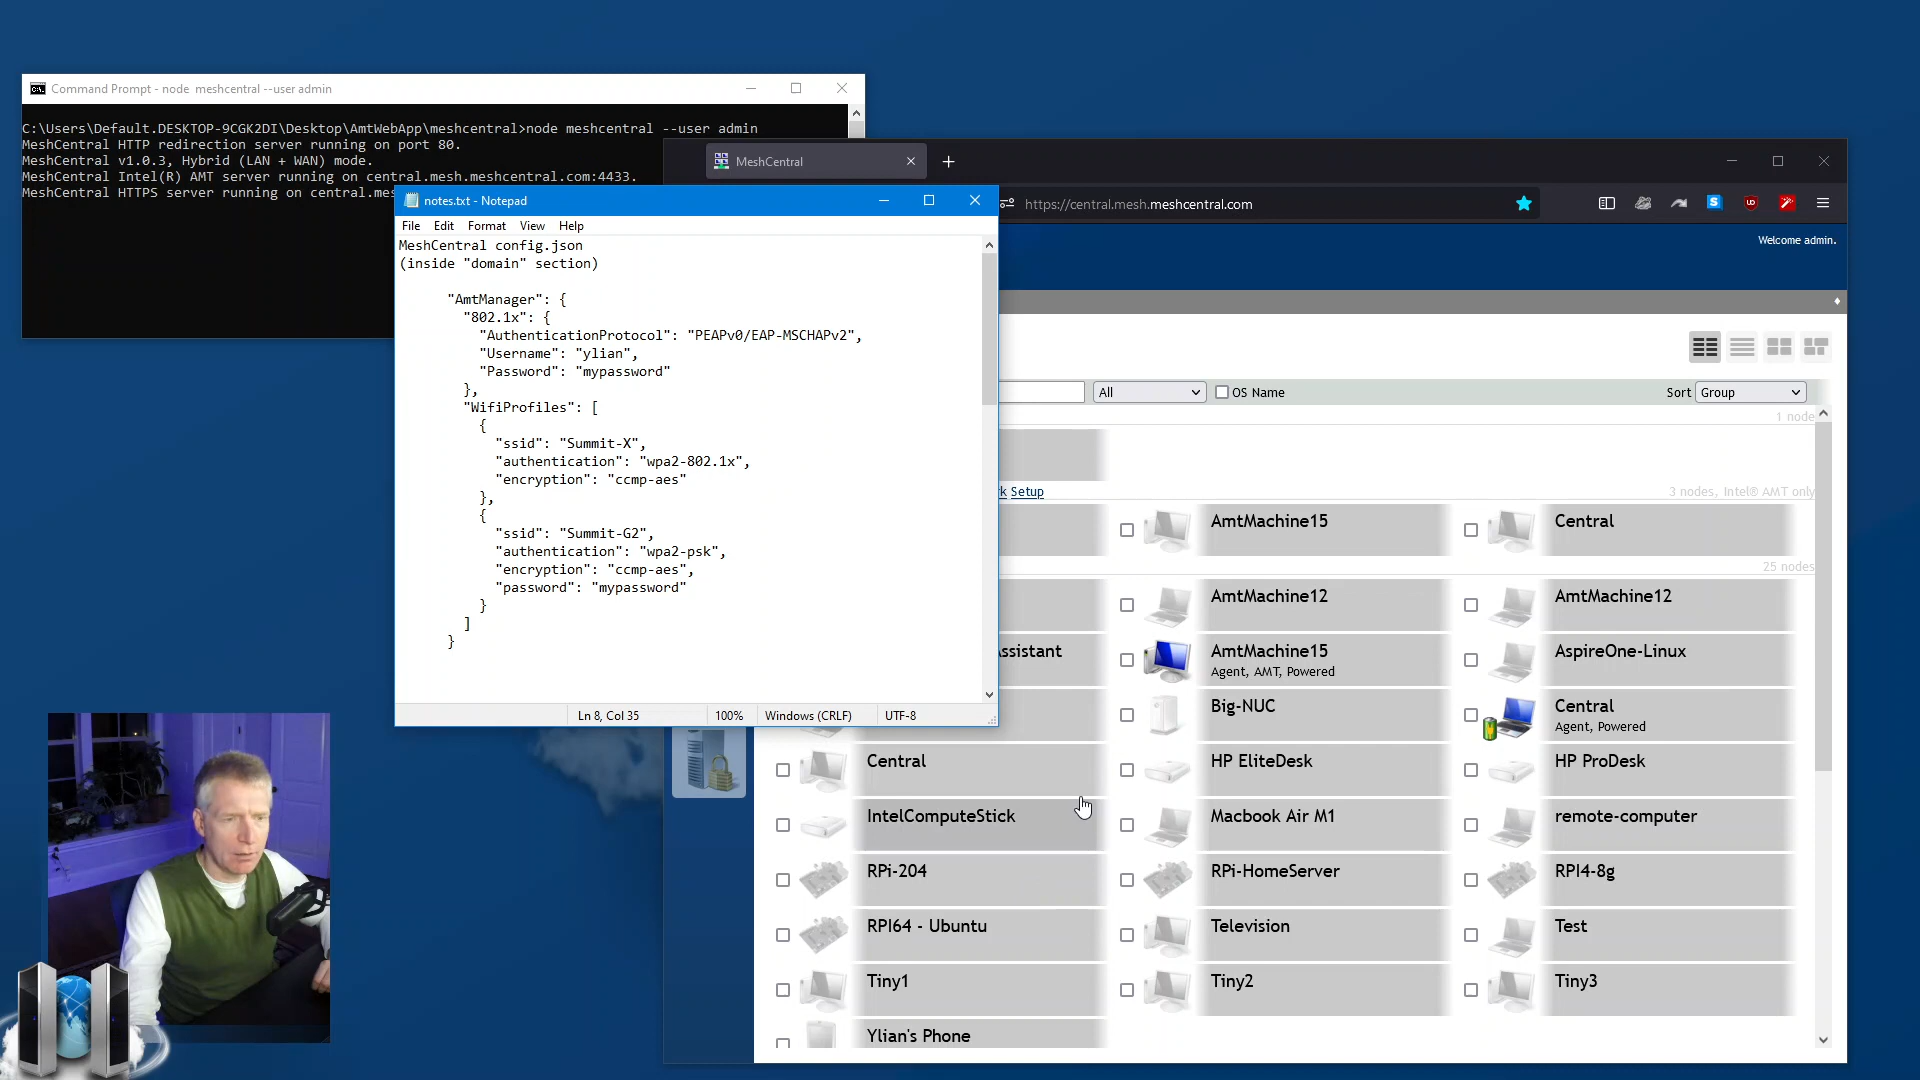 Command Prompt - node  meshcentral --user admin
C:\Users\Default.DESKTOP-9CGK2DI\Desktop\AmtWebApp\meshcentral>node meshcentral --user admin
MeshCentral HTTP redirection server running on port 80.
MeshCentral v1.0.3, Hybrid (LAN + WAN) mode.
MeshCentral Intel(R) AMT server running on central.mesh.meshcentral.com:4433.
MeshCentral HTTPS server running on central.mes
notes.txt - Notepad
File Edit Format View Help
MeshCentral config.json
(inside "domain" section)
"AmtManager": {
"802.1x": {
"AuthenticationProtocol": "PEAPv0/EAP-MSCHAPv2",
"Username": "ylian",
"Password": "mypassword"
},
"WifiProfiles": [
{
"ssid": "Summit-X",
"authentication": "wpa2-802.1x",
"encryption": "ccmp-aes"
},
{
"ssid": "Summit-G2",
"authentication": "wpa2-psk",
"encryption": "ccmp-aes",
"password": "mypassword"
}
]
}
Ln 8, Col 35 100% Windows (CRLF) UTF-8
MeshCentral
https://central.mesh.meshcentral.com
Welcome admin.
All OS Name Sort Group
1 node
Setup 3 nodes, Intel® AMT only
AmtMachine15 Central
25 nodes
AmtMachine12 AmtMachine12
Assistant AmtMachine15 AspireOne-Linux
Agent, AMT, Powered
Big-NUC Central
Agent, Powered
Central HP EliteDesk HP ProDesk
IntelComputeStick Macbook Air M1 remote-computer
RPi-204 RPi-HomeServer RPI4-8g
RPI64 - Ubuntu Television Test
Tiny1 Tiny2 Tiny3
Ylian's Phone